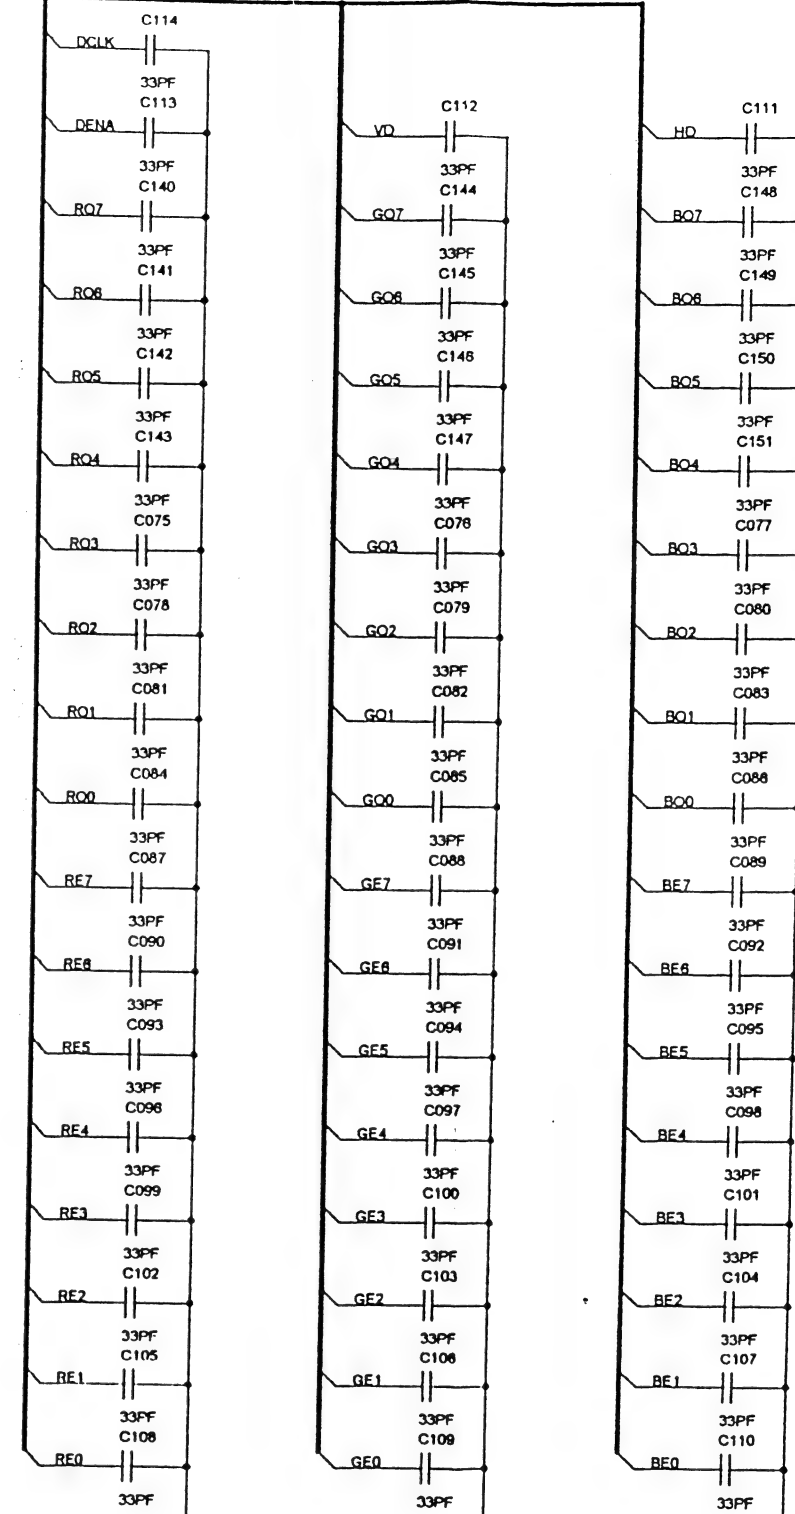 C114
DCLK
33PF
C113
DENA
33PF
C140
RO7
33PF
C141
RO6
33PF
C142
RO5
33PF
C143
RO4
33PF
C075
RO3
33PF
C078
RO2
33PF
C081
RO1
33PF
C084
RO0
33PF
C087
RE7
33PF
C090
RE6
33PF
C093
RE5
33PF
C096
RE4
33PF
C099
RE3
33PF
C102
RE2
33PF
C105
RE1
33PF
C108
RE0
33PF
C112
VD
33PF
C144
GO7
33PF
C145
GO6
33PF
C146
GO5
33PF
C147
GO4
33PF
C076
GO3
33PF
C079
GO2
33PF
C082
GO1
33PF
C085
GO0
33PF
C088
GE7
33PF
C091
GE6
33PF
C094
GE5
33PF
C097
GE4
33PF
C100
GE3
33PF
C103
GE2
33PF
C106
GE1
33PF
C109
GE0
33PF
C111
HD
33PF
C148
BO7
33PF
C149
BO6
33PF
C150
BO5
33PF
C151
BO4
33PF
C077
BO3
33PF
C080
BO2
33PF
C083
BO1
33PF
C086
BO0
33PF
C089
BE7
33PF
C092
BE6
33PF
C095
BE5
33PF
C098
BE4
33PF
C101
BE3
33PF
C104
BE2
33PF
C107
BE1
33PF
C110
BE0
33PF